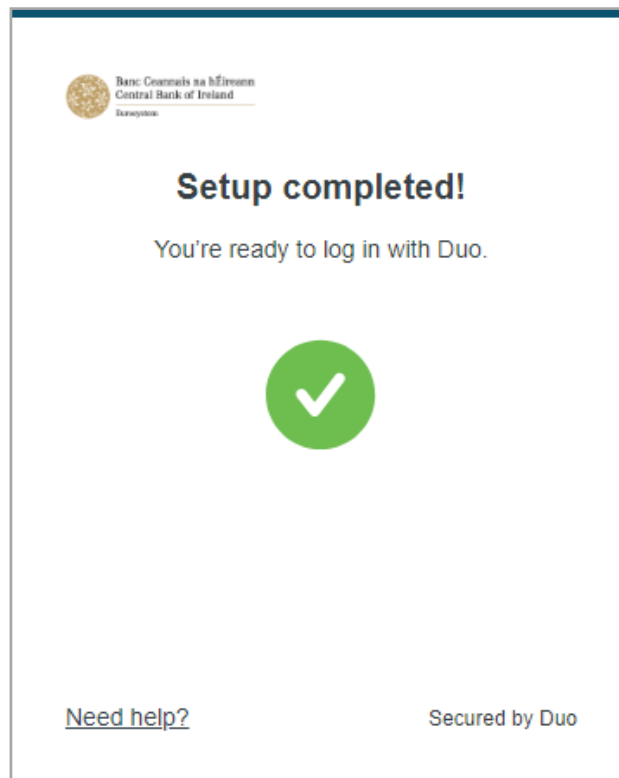 Banc Ceannais na hÉireann
Central Bank of Ireland
Eurosystem
Setup completed!
You're ready to log in with Duo.
Need help?
Secured by Duo